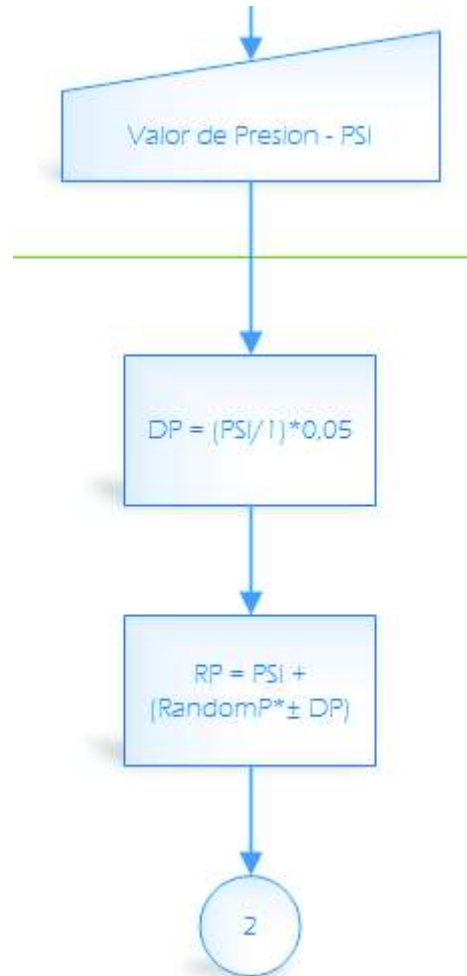 Valor de Presion - PSI
DP = (PSI/1)*0,05
RP = PSI +
(RandomP*± DP)
2